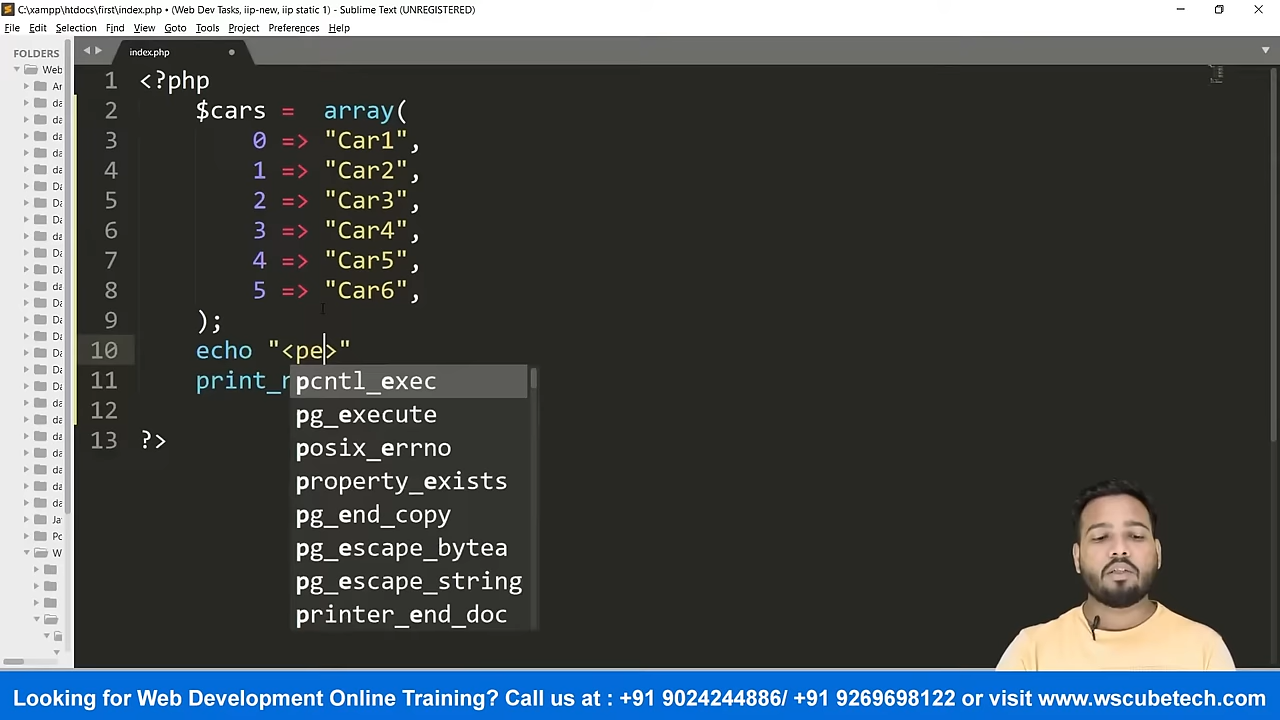 C:\xampp\htdocs\first\index.php • (Web Dev Tasks, iip-new, iip static 1) - Sublime Text (UNREGISTERED)
File Edit Selection Find View Goto Tools Project Preferences Help
FOLDERS
index.php
Web
1 <?php
2 $cars = array(
3 0 => "Car1",
4 1 => "Car2",
5 2 => "Car3",
6 3 => "Car4",
7 4 => "Car5",
8 5 => "Car6",
9 );
10 echo "<pe>"
11 print_r
12
13 ?>
pcntl_exec
pg_execute
posix_errno
property_exists
pg_end_copy
pg_escape_bytea
pg_escape_string
printer_end_doc
Looking for Web Development Online Training? Call us at : +91 9024244886/ +91 9269698122 or visit www.wscubetech.com